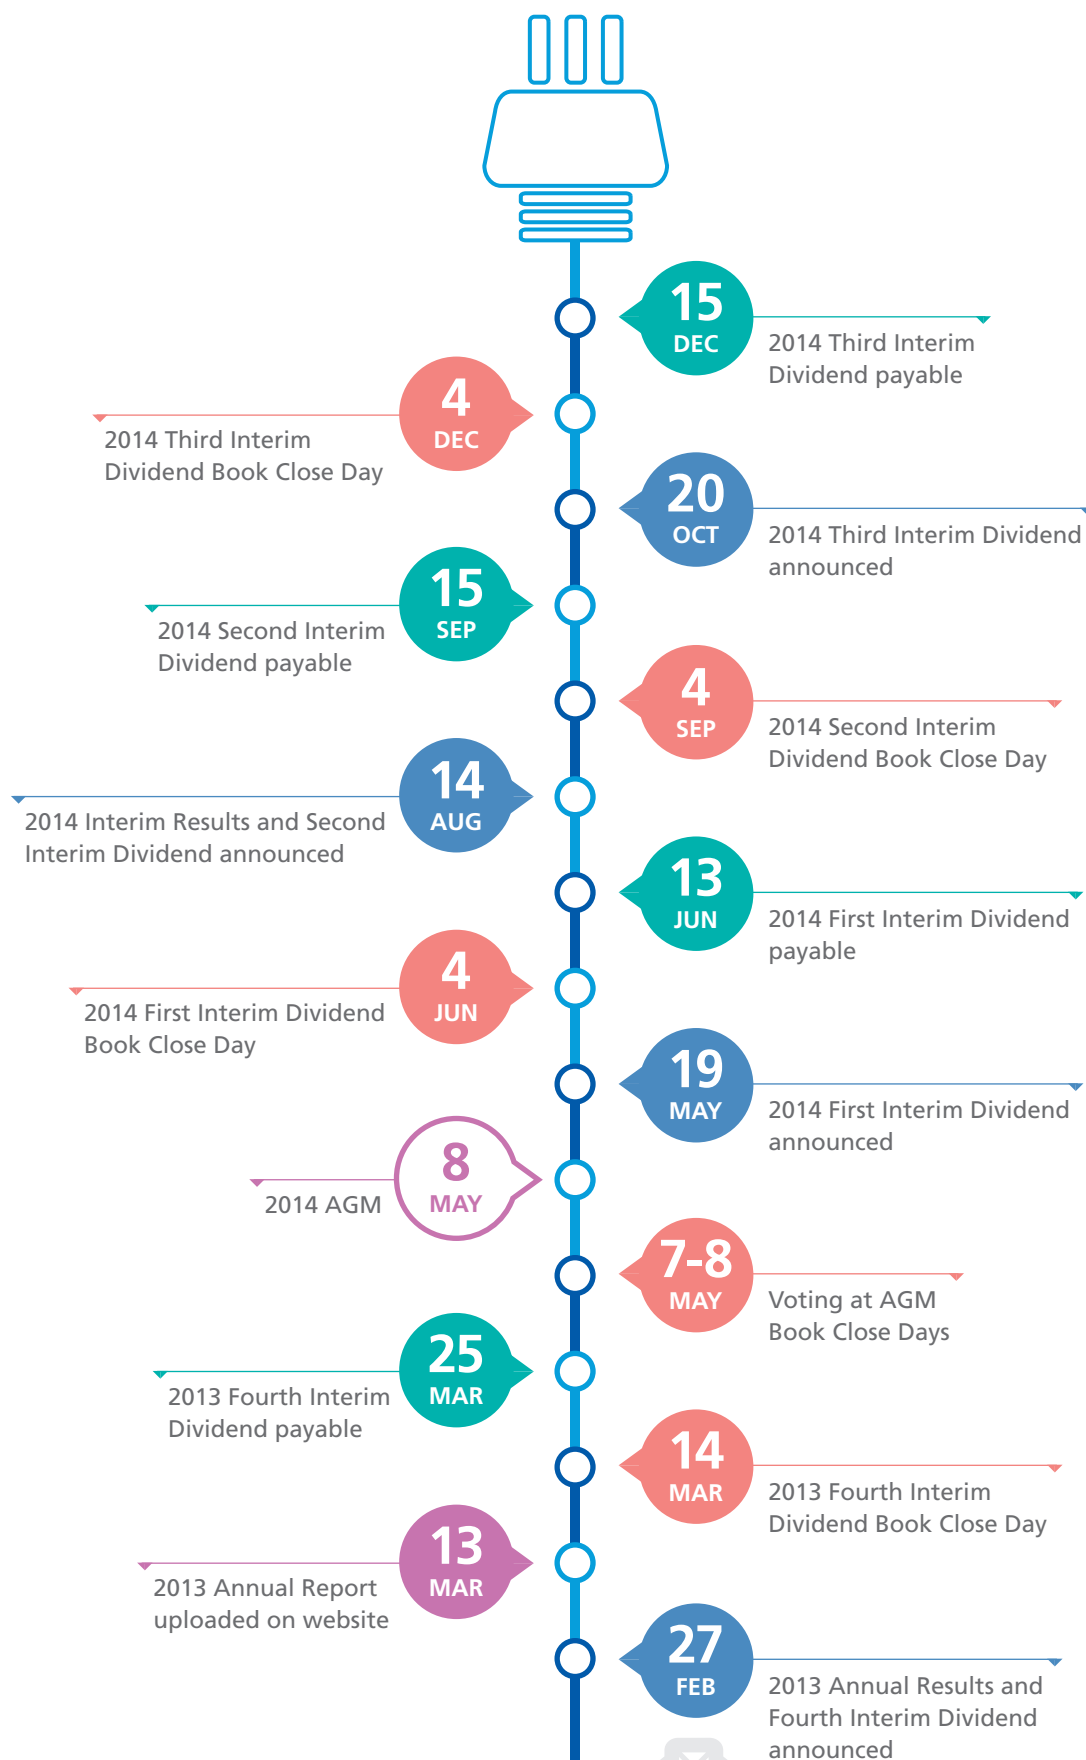 15
DEC
2014 Third Interim
Dividend payable
4
DEC
2014 Third Interim
Dividend Book Close Day
20
OCT
2014 Third Interim Dividend
announced
15
SEP
2014 Second Interim
Dividend payable
4
SEP
2014 Second Interim
Dividend Book Close Day
14
AUG
2014 Interim Results and Second
Interim Dividend announced
13
JUN
2014 First Interim Dividend
payable
4
JUN
2014 First Interim Dividend
Book Close Day
19
MAY
2014 First Interim Dividend
announced
8
MAY
2014 AGM
7-8
MAY
Voting at AGM
Book Close Days
25
MAR
2013 Fourth Interim
Dividend payable
14
MAR
2013 Fourth Interim
Dividend Book Close Day
13
MAR
2013 Annual Report
uploaded on website
27
FEB
2013 Annual Results and
Fourth Interim Dividend
announced